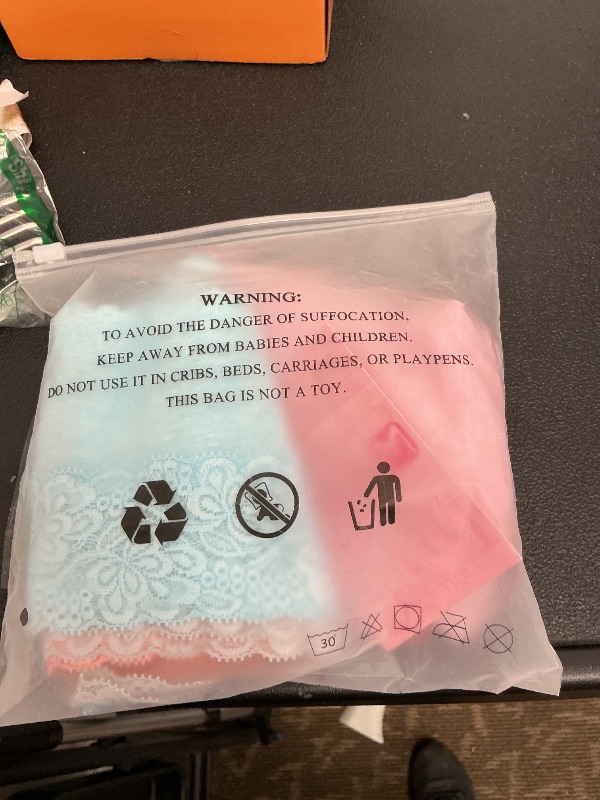 WARNING:
TO AVOID THE DANGER OF SUFFOCATION,
KEEP AWAY FROM BABIES AND CHILDREN.
DO NOT USE IT IN CRIBS, BEDS, CARRIAGES, OR PLAYPENS.
THIS BAG IS NOT A TOY.
30